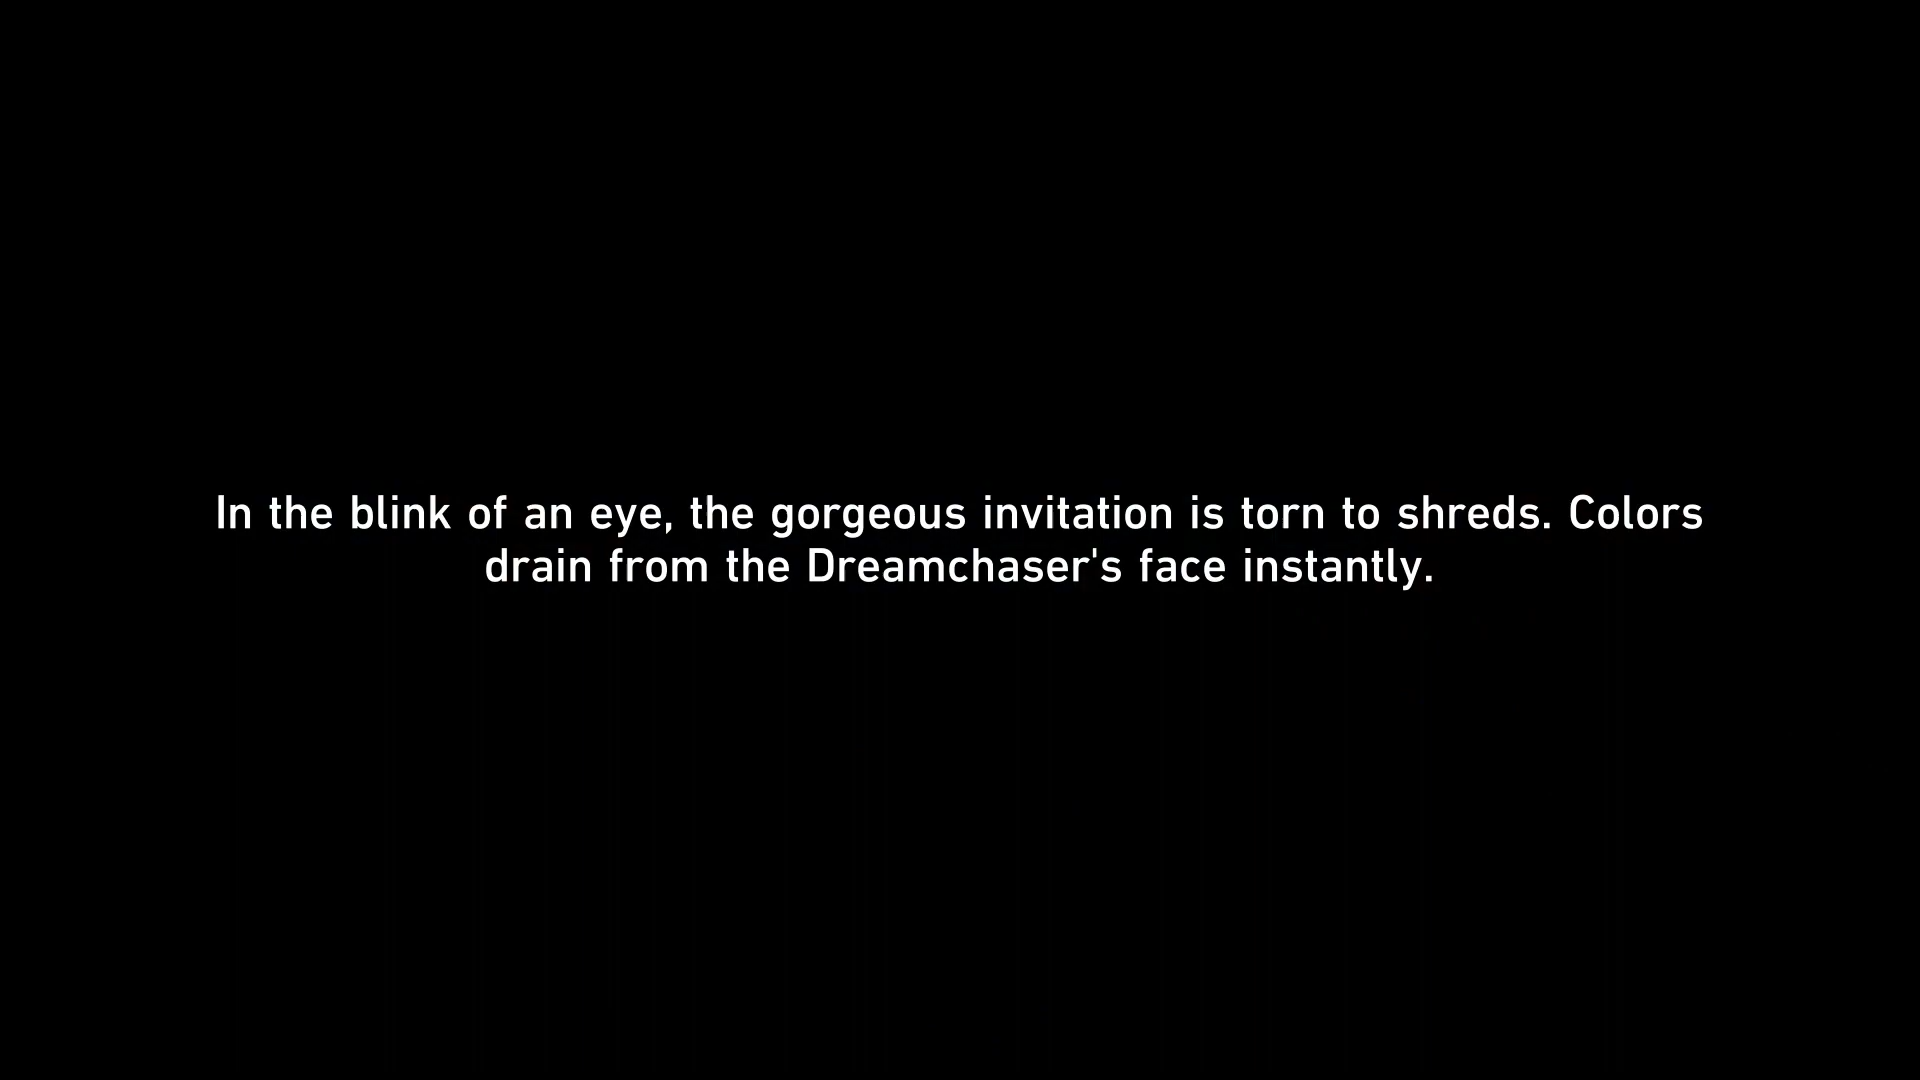 In the blink of an eye, the gorgeous invitation is torn to shreds. Colors
drain from the Dreamchaser's face instantly.